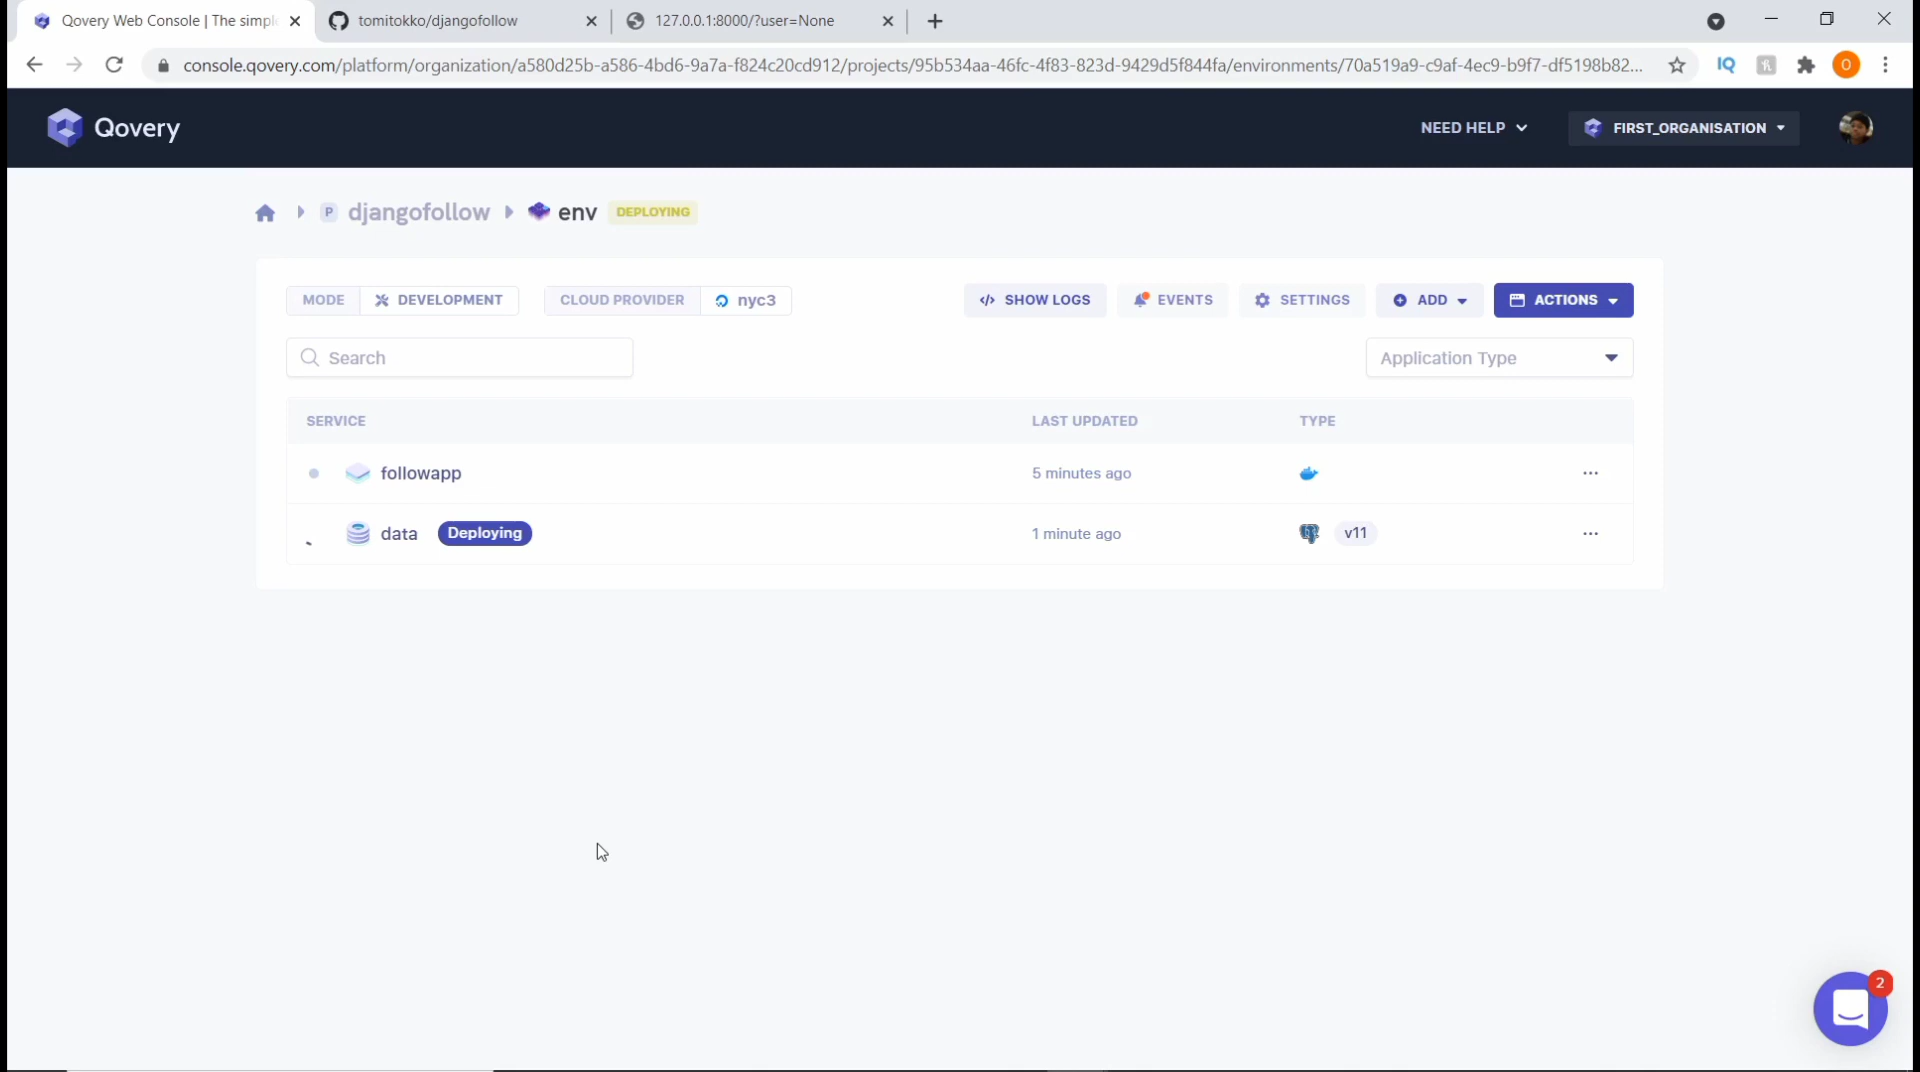 Qovery Web Console | The simple
tomitokko/djangofollow
127.0.0.1:8000/?user=None
console.qovery.com/platform/organization/a580d25b-a586-4bd6-9a7a-f824c20cd912/projects/95b534aa-46fc-4f83-823d-9429d5f844fa/environments/70a519a9-c9af-4ec9-b9f7-df5198b82...
IQ
O
Qovery
NEED HELP
FIRST_ORGANISATION
P djangofollow env DEPLOYING
MODE DEVELOPMENT CLOUD PROVIDER nyc3 </> SHOW LOGS EVENTS SETTINGS ADD ACTIONS
Search
Application Type
SERVICE LAST UPDATED TYPE
followapp 5 minutes ago ...
data Deploying 1 minute ago v11 ...
2